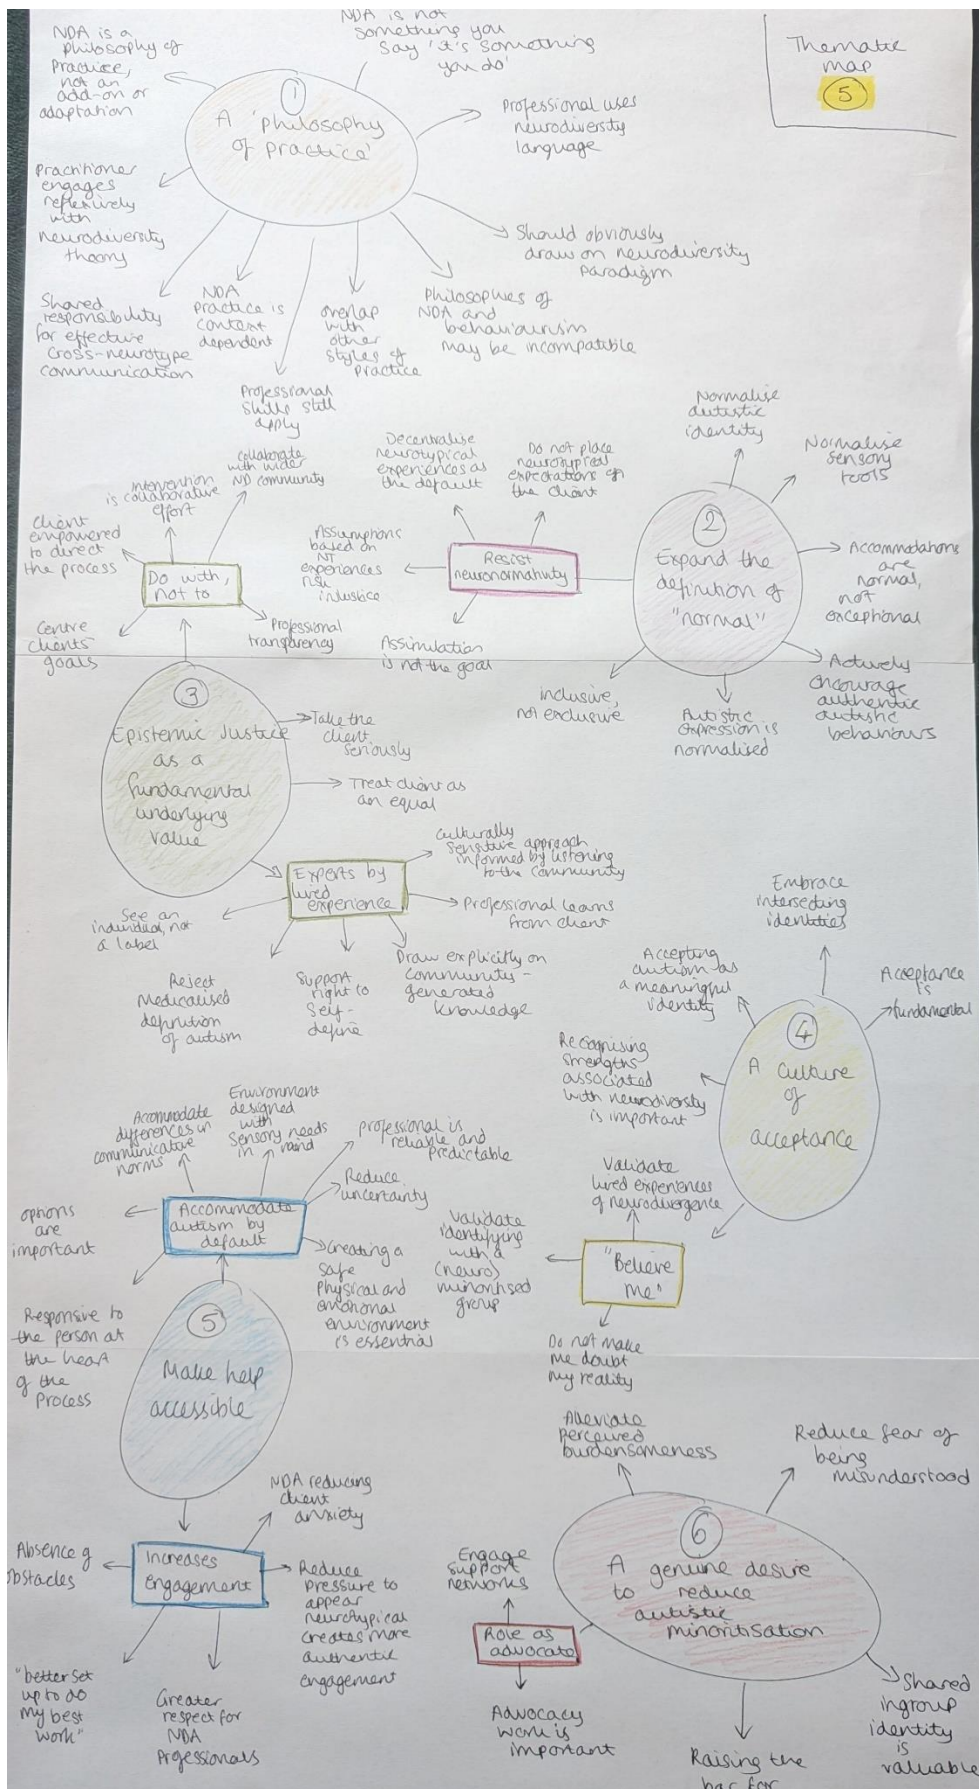 Thematic
map
5
NDA is a
philosophy of
practice,
not an
add-on or
adaptation
NDA is not
something you
say 'it's something
you do'
1
A 'philosophy
of practice'
Professional uses
neurodiversity
language
Practitioner
engages
reflexively
with
neurodiversity
theory
Should obviously
draw on neurodiversity
paradigm
Shared
responsibility
for effective
cross-neurotype
communication
NDA
practice is
context
dependent
Professional
skills still
apply
overlap
with
other
styles of
practice
Philosophies of
NDA and
behaviourism
may be incompatible
2
Expand the
definition of
"normal"
Normalise
autistic
identity
Normalise
sensory
tools
Accommodations
are
normal,
not
exceptional
Actively
encourage
authentic
autistic
behaviours
Autistic
expression is
normalised
inclusive,
not exclusive
Resist
neuronormativity
Decentralise
neurotypical
experiences as
the default
Do not place
neurotypical
expectations on
the client
Assumptions
based on
NT
experiences
risk
injustice
Assimilation
is not the goal
Do with,
not to
Client
empowered
to direct
the process
Intervention
is collaborative
effort
collaborate
with wider
ND community
Centre
clients'
goals
Professional
transparency
3
Epistemic Justice
as a
fundamental
underlying
value
Take the
client
seriously
Treat client as
an equal
Experts by
lived
experience
Culturally
sensitive approach
informed by listening
to the community
Professional learns
from client
See an
individual, not
a label
Reject
medicalised
definition
of autism
Support
right to
self-
define
Draw explicitly on
community-
generated
knowledge
4
A culture
of
acceptance
Embrace
intersecting
identities
Accepting
autism as
a meaningful
identity
Acceptance
is
fundamental
Recognising
strengths
associated
with neurodiversity
is important
"Believe
me"
Validate
lived experiences
of neurodivergence
Validate
identifying
with a
(neuro)
minoritised
group
Do not make
me doubt
my reality
5
Make help
accessible
Accommodate
autism by
default
Accommodate
differences in
communicative
norms
Environment
designed
with
sensory needs
in mind
professional is
reliable and
predictable
Reduce
uncertainty
options
are
important
Creating a
safe
physical and
emotional
environment
is essential
Responsive to
the person at
the heart
of the
process
Increases
engagement
NDA reducing
client
anxiety
Absence of
obstacles
Reduce
pressure to
appear
neurotypical
creates more
authentic
engagement
"better set
up to do
my best
work"
Greater
respect for
NDA
professionals
6
A genuine desire
to reduce
autistic
minoritisation
Alleviate
perceived
burdensomeness
Reduce fear of
being
misunderstood
Role as
advocate
Engage
support
networks
Advocacy
work is
important
Raising the
bar for
Shared
ingroup
identity
is
valuable